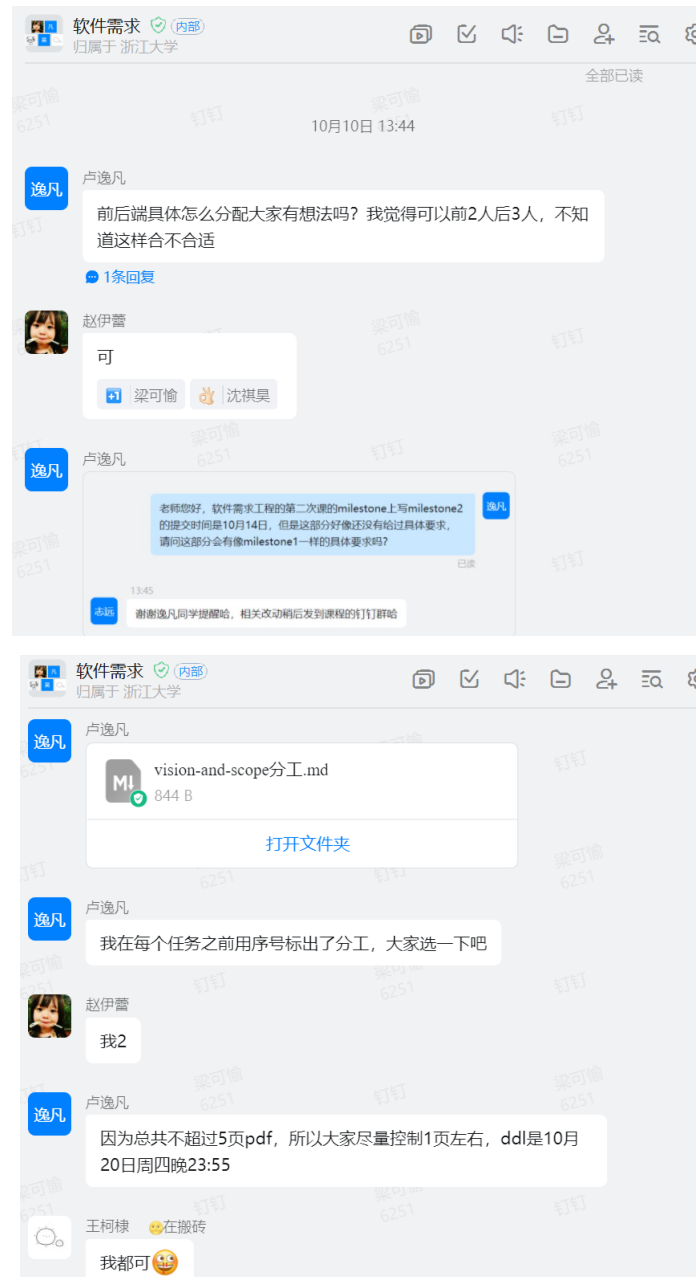 软件需求 内部
归属于 浙江大学
全部已读
10月10日 13:44
逸凡
卢逸凡
前后端具体怎么分配大家有想法吗？我觉得可以前2人后3人，不知
道这样合不合适
1条回复
赵伊蕾
可
+1 梁可愉 沈祺昊
逸凡
卢逸凡
老师您好，软件需求工程的第二次课的milestone上写milestone2
的提交时间是10月14日，但是这部分好像还没有给过具体要求，
请问这部分会有像milestone1一样的具体要求吗？
逸凡
已读
13:45
志远
谢谢逸凡同学提醒哈，相关改动稍后发到课程的钉钉群哈
软件需求 内部
归属于 浙江大学
逸凡
卢逸凡
vision-and-scope分工.md
844 B
打开文件夹
逸凡
卢逸凡
我在每个任务之前用序号标出了分工，大家选一下吧
赵伊蕾
我2
逸凡
卢逸凡
因为总共不超过5页pdf，所以大家尽量控制1页左右，ddl是10月
20日周四晚23:55
王柯棣 在搬砖
我都可
梁可愉
6251
钉钉